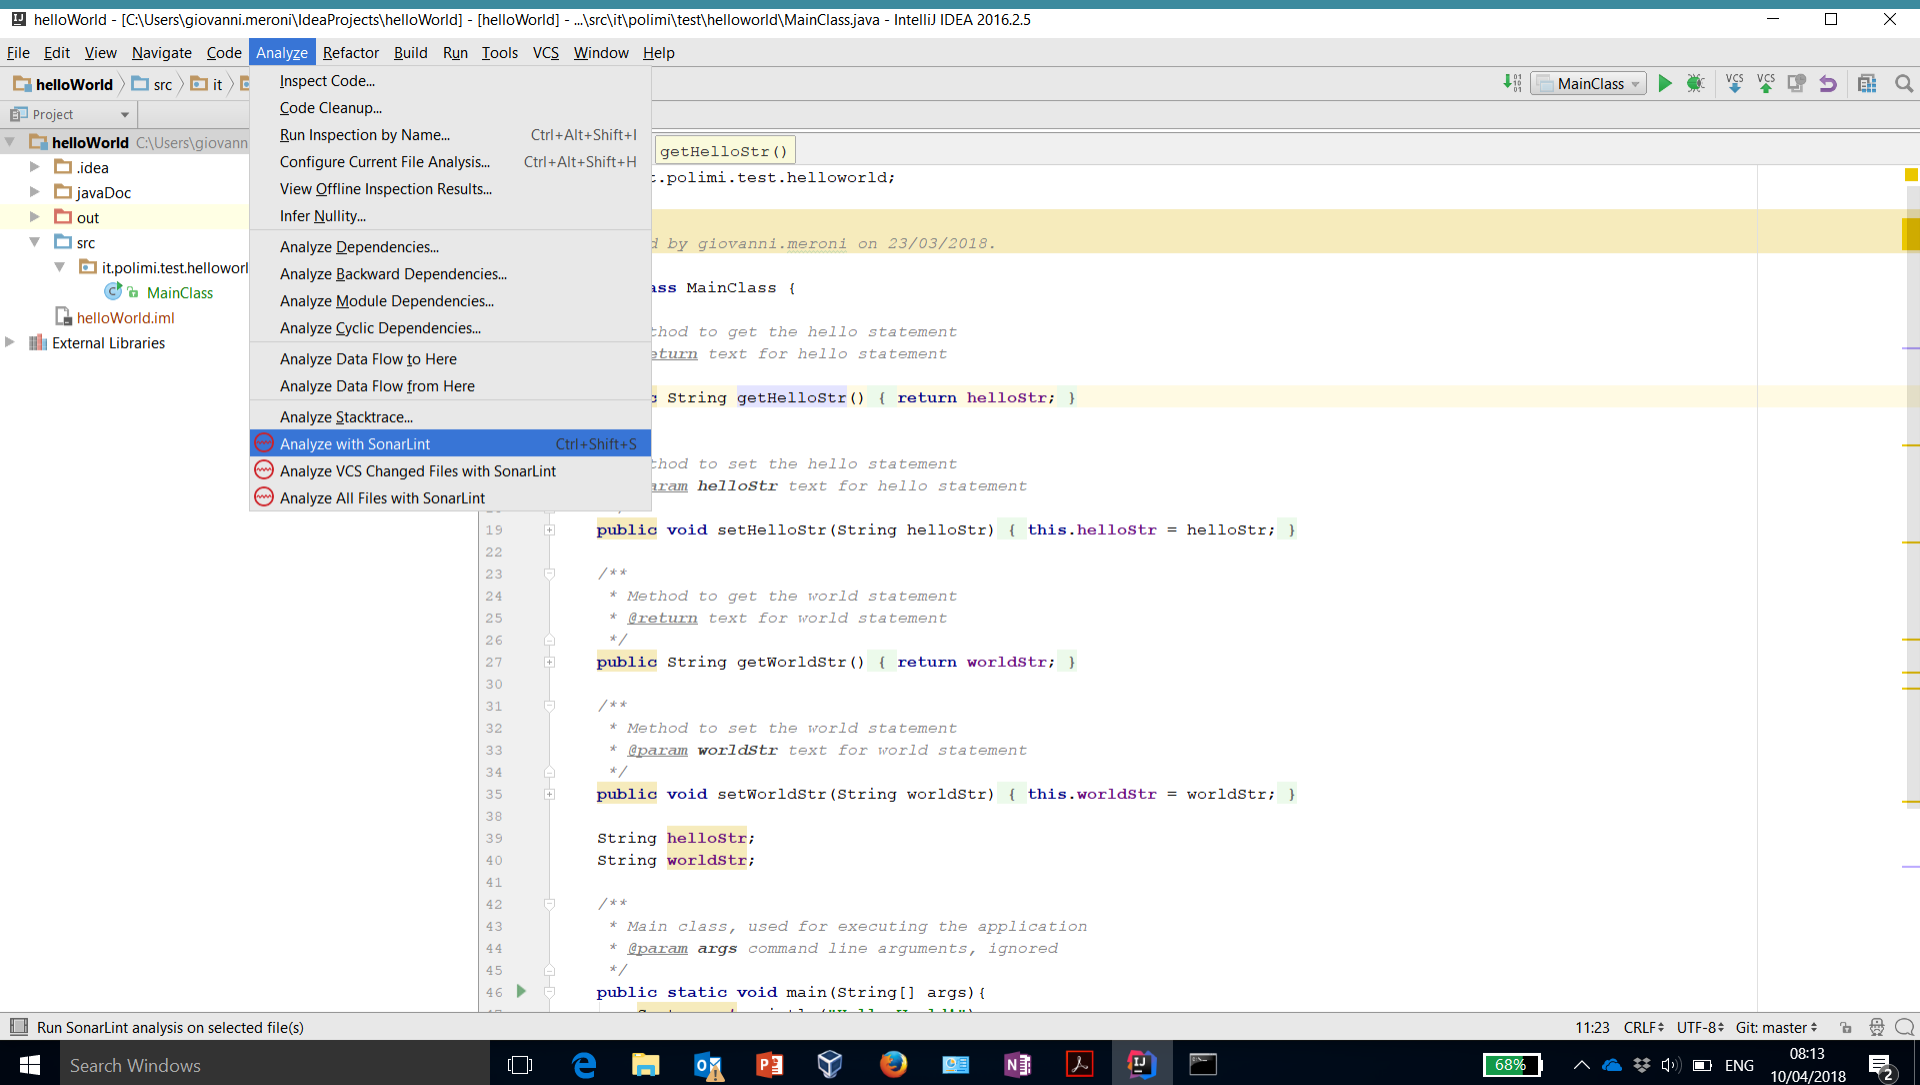 helloWorld - [C:\Users\giovanni.meroni\IdeaProjects\helloWorld] - [helloWorld] - ...\src\it\polimi\test\helloworld\MainClass.java - IntelliJ IDEA 2016.2.5
File Edit View Navigate Code Analyze Refactor Build Run Tools VCS Window Help
helloWorld src it
MainClass VCS VCS
Project
helloWorld C:\Users\giovann
.idea
javaDoc
out
src
it.polimi.test.helloworl
MainClass
helloWorld.iml
External Libraries
Inspect Code...
Code Cleanup...
Run Inspection by Name... Ctrl+Alt+Shift+I
Configure Current File Analysis... Ctrl+Alt+Shift+H
View Offline Inspection Results...
Infer Nullity...
Analyze Dependencies...
Analyze Backward Dependencies...
Analyze Module Dependencies...
Analyze Cyclic Dependencies...
Analyze Data Flow to Here
Analyze Data Flow from Here
Analyze Stacktrace...
Analyze with SonarLint Ctrl+Shift+S
Analyze VCS Changed Files with SonarLint
Analyze All Files with SonarLint
getHelloStr()
.polimi.test.helloworld;
d by giovanni.meroni on 23/03/2018.
ass MainClass {
thod to get the hello statement
eturn text for hello statement
c String getHelloStr() { return helloStr; }
thod to set the hello statement
aram helloStr text for hello statement
19 public void setHelloStr(String helloStr) { this.helloStr = helloStr; }
22
23 /**
24 * Method to get the world statement
25 * @return text for world statement
26 */
27 public String getWorldStr() { return worldStr; }
30
31 /**
32 * Method to set the world statement
33 * @param worldStr text for world statement
34 */
35 public void setWorldStr(String worldStr) { this.worldStr = worldStr; }
38
39 String helloStr;
40 String worldStr;
41
42 /**
43 * Main class, used for executing the application
44 * @param args command line arguments, ignored
45 */
46 public static void main(String[] args){
Run SonarLint analysis on selected file(s)
11:23 CRLF UTF-8 Git: master
Search Windows
68% ENG 08:13
10/04/2018 2